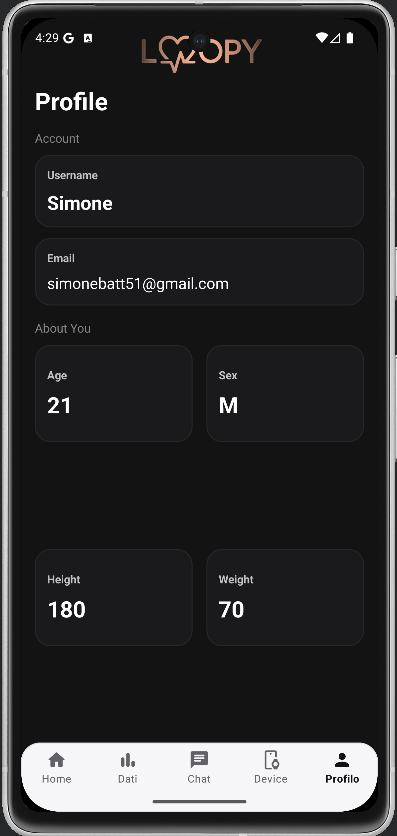 4:29
LOOPY
Profile
Account
Username
Simone
Email
simonebatt51@gmail.com
About You
Age
Sex
21
M
Height
Weight
180
70
Home
Dati
Chat
Device
Profilo